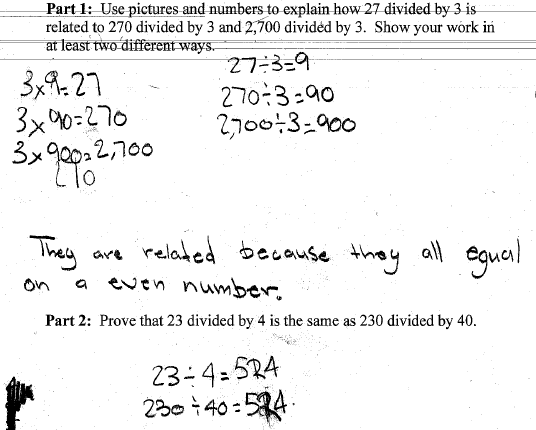 Part 1: Use pictures and numbers to explain how 27 divided by 3 is
related to 270 divided by 3 and 2,700 divided by 3. Show your work in
at least two different ways.
27÷3=9
3x9=27
270÷3=90
3x90=270
2,700÷3=900
3x900=2,700
They are related because they all equal
on a even number.
Part 2: Prove that 23 divided by 4 is the same as 230 divided by 40.
23÷4=5R4
230÷40=5R4.